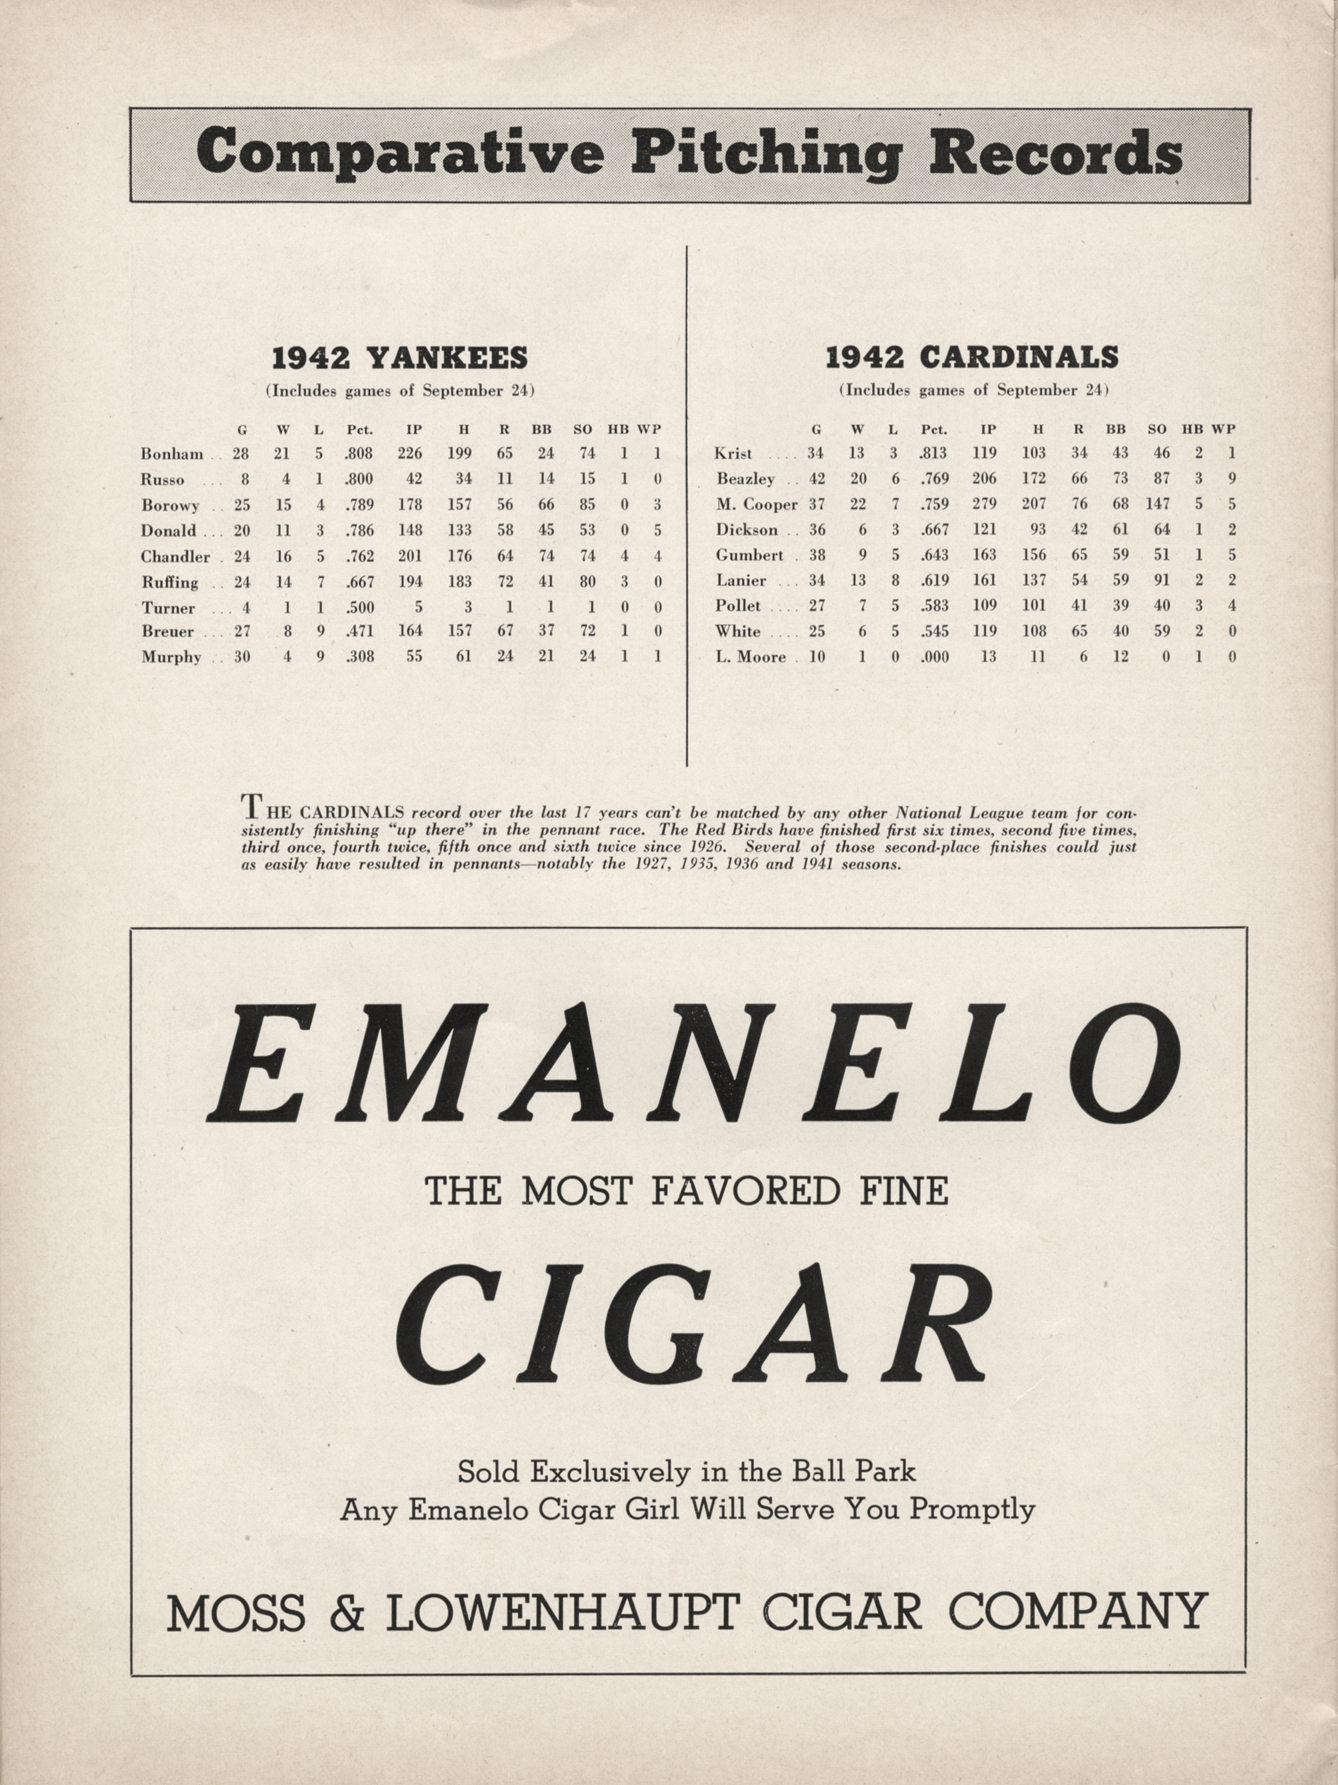 Comparative Pitching Records
1942 YANKEES
(Includes games of September 24)
G W L Pct. IP H R BB SO HB WP
Bonham .. 28 21 5 .808 226 199 65 24 74 1 1
Russo ... 8 4 1 .800 42 34 11 14 15 1 0
Borowy .. 25 15 4 .789 178 157 56 66 85 0 3
Donald ... 20 11 3 .786 148 133 58 45 53 0 5
Chandler . 24 16 5 .762 201 176 64 74 74 4 4
Ruffing .. 24 14 7 .667 194 183 72 41 80 3 0
Turner ... 4 1 1 .500 5 3 1 1 1 0 0
Breuer ... 27 8 9 .471 164 157 67 37 72 1 0
Murphy .. 30 4 9 .308 55 61 24 21 24 1 1
1942 CARDINALS
(Includes games of September 24)
G W L Pct. IP H R BB SO HB WP
Krist .... 34 13 3 .813 119 103 34 43 46 2 1
Beazley .. 42 20 6 .769 206 172 66 73 87 3 9
M. Cooper 37 22 7 .759 279 207 76 68 147 5 5
Dickson .. 36 6 3 .667 121 93 42 61 64 1 2
Gumbert . 38 9 5 .643 163 156 65 59 51 1 5
Lanier ... 34 13 8 .619 161 137 54 59 91 2 2
Pollet .... 27 7 5 .583 109 101 41 39 40 3 4
White .... 25 6 5 .545 119 108 65 40 59 2 0
L. Moore . 10 1 0 .000 13 11 6 12 0 1 0
THE CARDINALS record over the last 17 years can't be matched by any other National League team for con-
sistently finishing “up there” in the pennant race. The Red Birds have finished first six times, second five times,
third once, fourth twice, fifth once and sixth twice since 1926. Several of those second-place finishes could just
as easily have resulted in pennants—notably the 1927, 1935, 1936 and 1941 seasons.
EMANELO
THE MOST FAVORED FINE
CIGAR
Sold Exclusively in the Ball Park
Any Emanelo Cigar Girl Will Serve You Promptly
MOSS & LOWENHAUPT CIGAR COMPANY